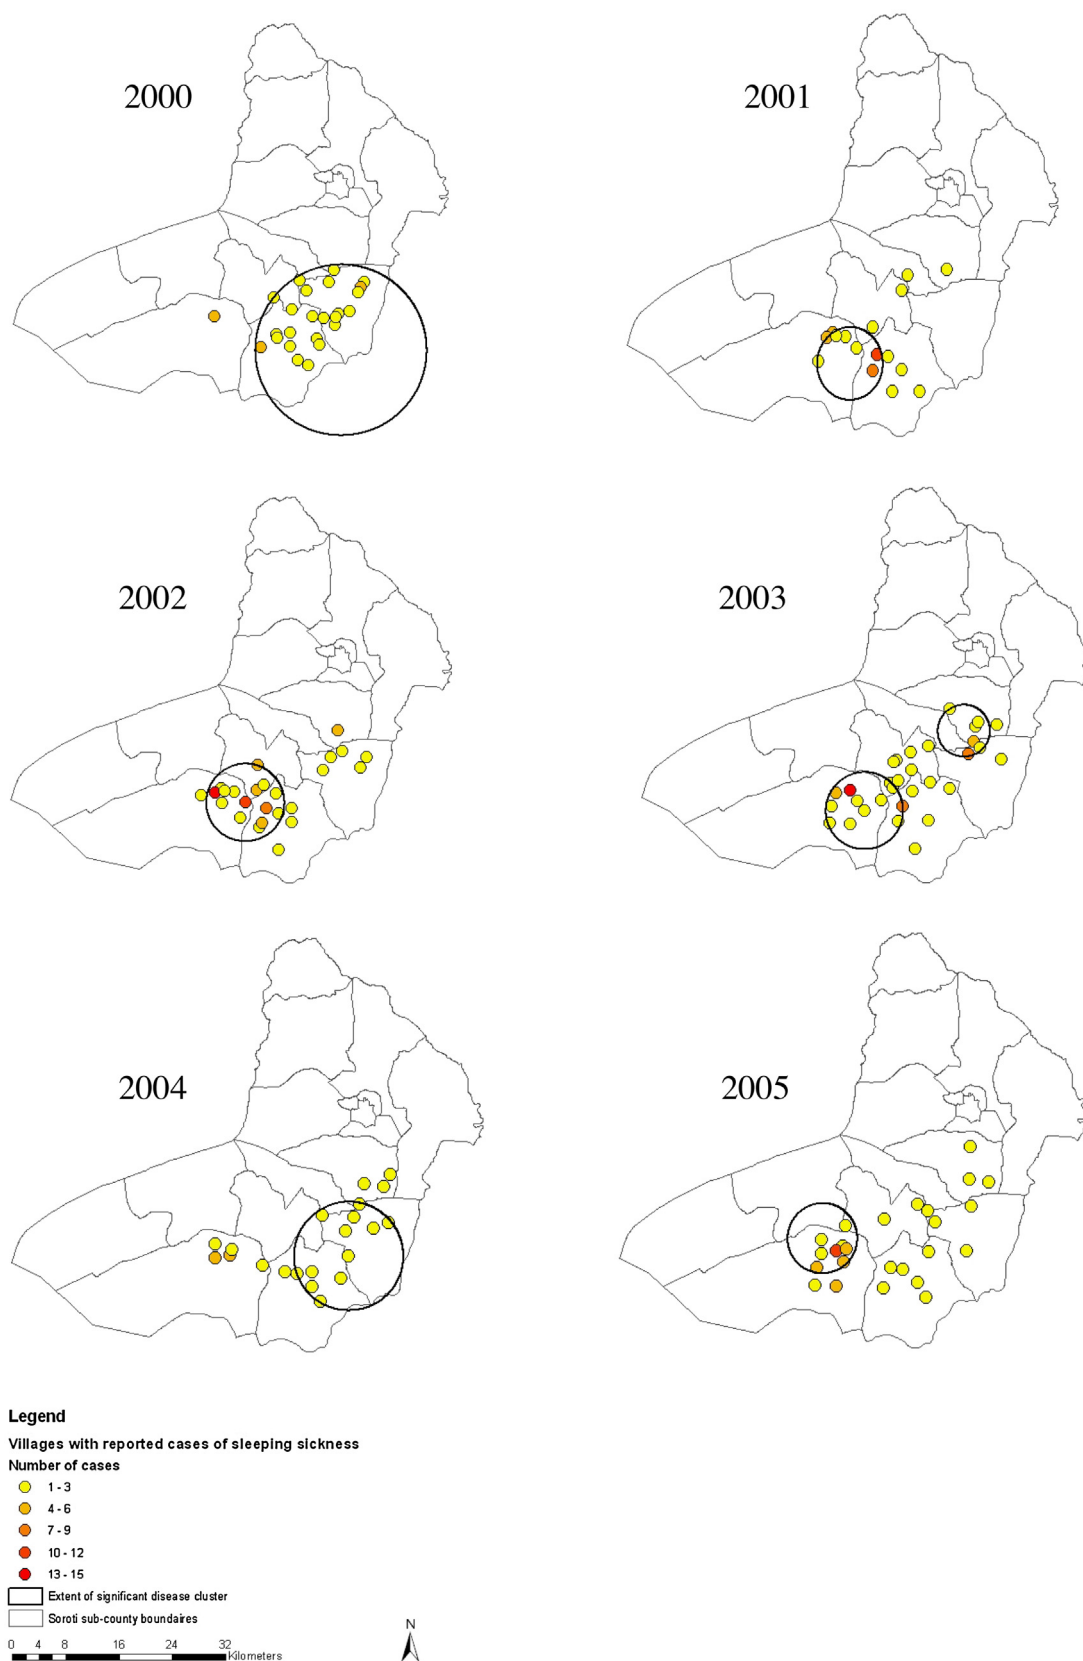 2000
2001
2002
2003
2004
2005
Legend
Villages with reported cases of sleeping sickness
Number of cases
1 - 3
4 - 6
7 - 9
10 - 12
13 - 15
Extent of significant disease cluster
Soroti sub-county boundaires
0 4 8 16 24 32
Kilometers
N